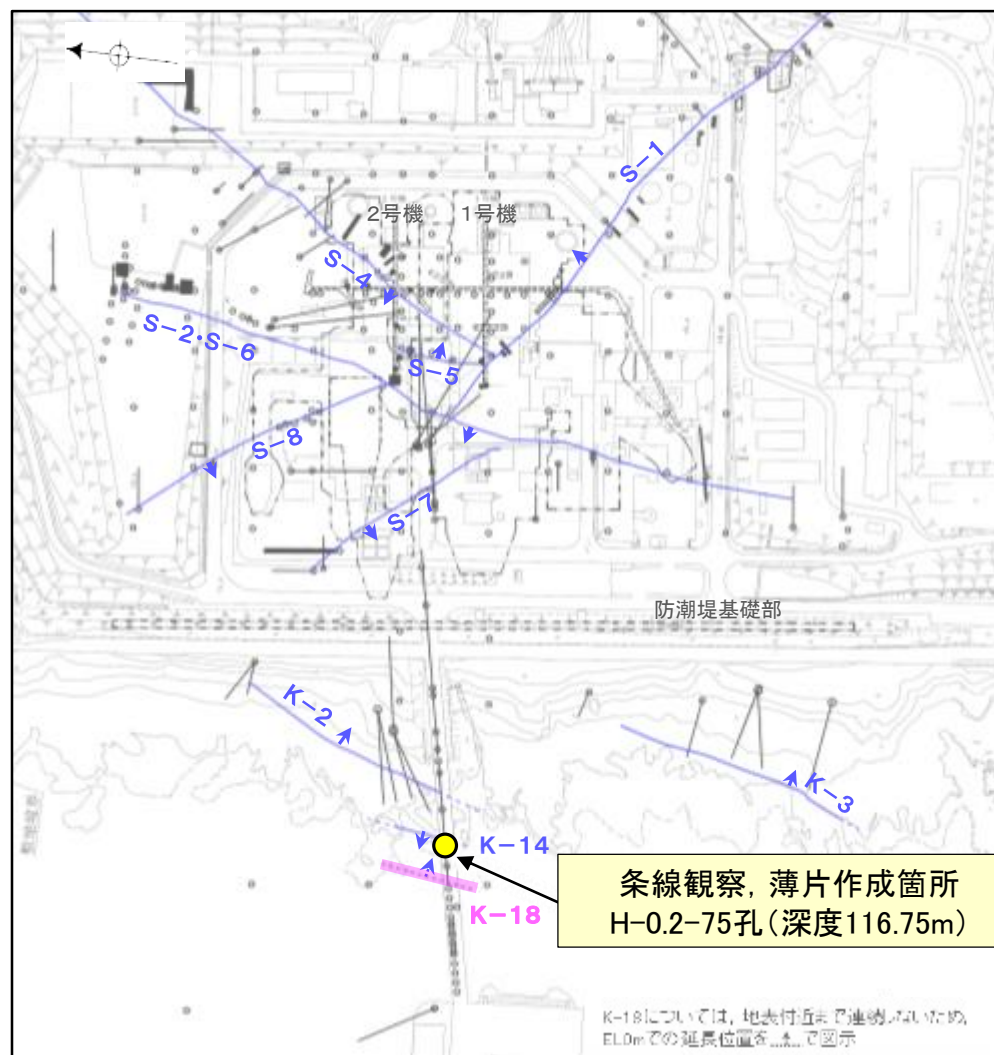 S-1
2号機
1号機
S-4
S-2・S-6
S-5
S-8
S-7
防潮堤基礎部
K-2
K-3
K-14
条線観察，薄片作成箇所
H-0.2-75孔（深度116.75m）
K-18
K-18については，地表付近まで連続しないため，
EL0mでの延長位置を で図示